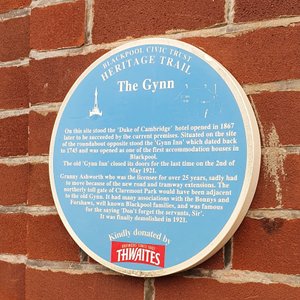 BLACKPOOL CIVIC TRUST
HERITAGE TRAIL
The Gynn
On this site stood the 'Duke of Cambridge' hotel opened in 1867
later to be succeeded by the current premises. Situated on the site
of the roundabout opposite stood the 'Gynn Inn' which dated back
to 1745 and was opened as one of the first accommodation houses in
Blackpool.
The old 'Gynn Inn' closed its doors for the last time on the 2nd of
May 1921.
Granny Ashworth who was the licensee for over 25 years, sadly had
to move because of the new road and tramway extensions. The
northerly toll gate of Claremont Park would have been adjacent
to the old Gynn. It had many associations with the Bonnys and
Forshaws, well known Blackpool families, and was famous
for the saying 'Don't forget the servants, Sir'.
It was finally demolished in 1921.
Kindly donated by
THWAITES